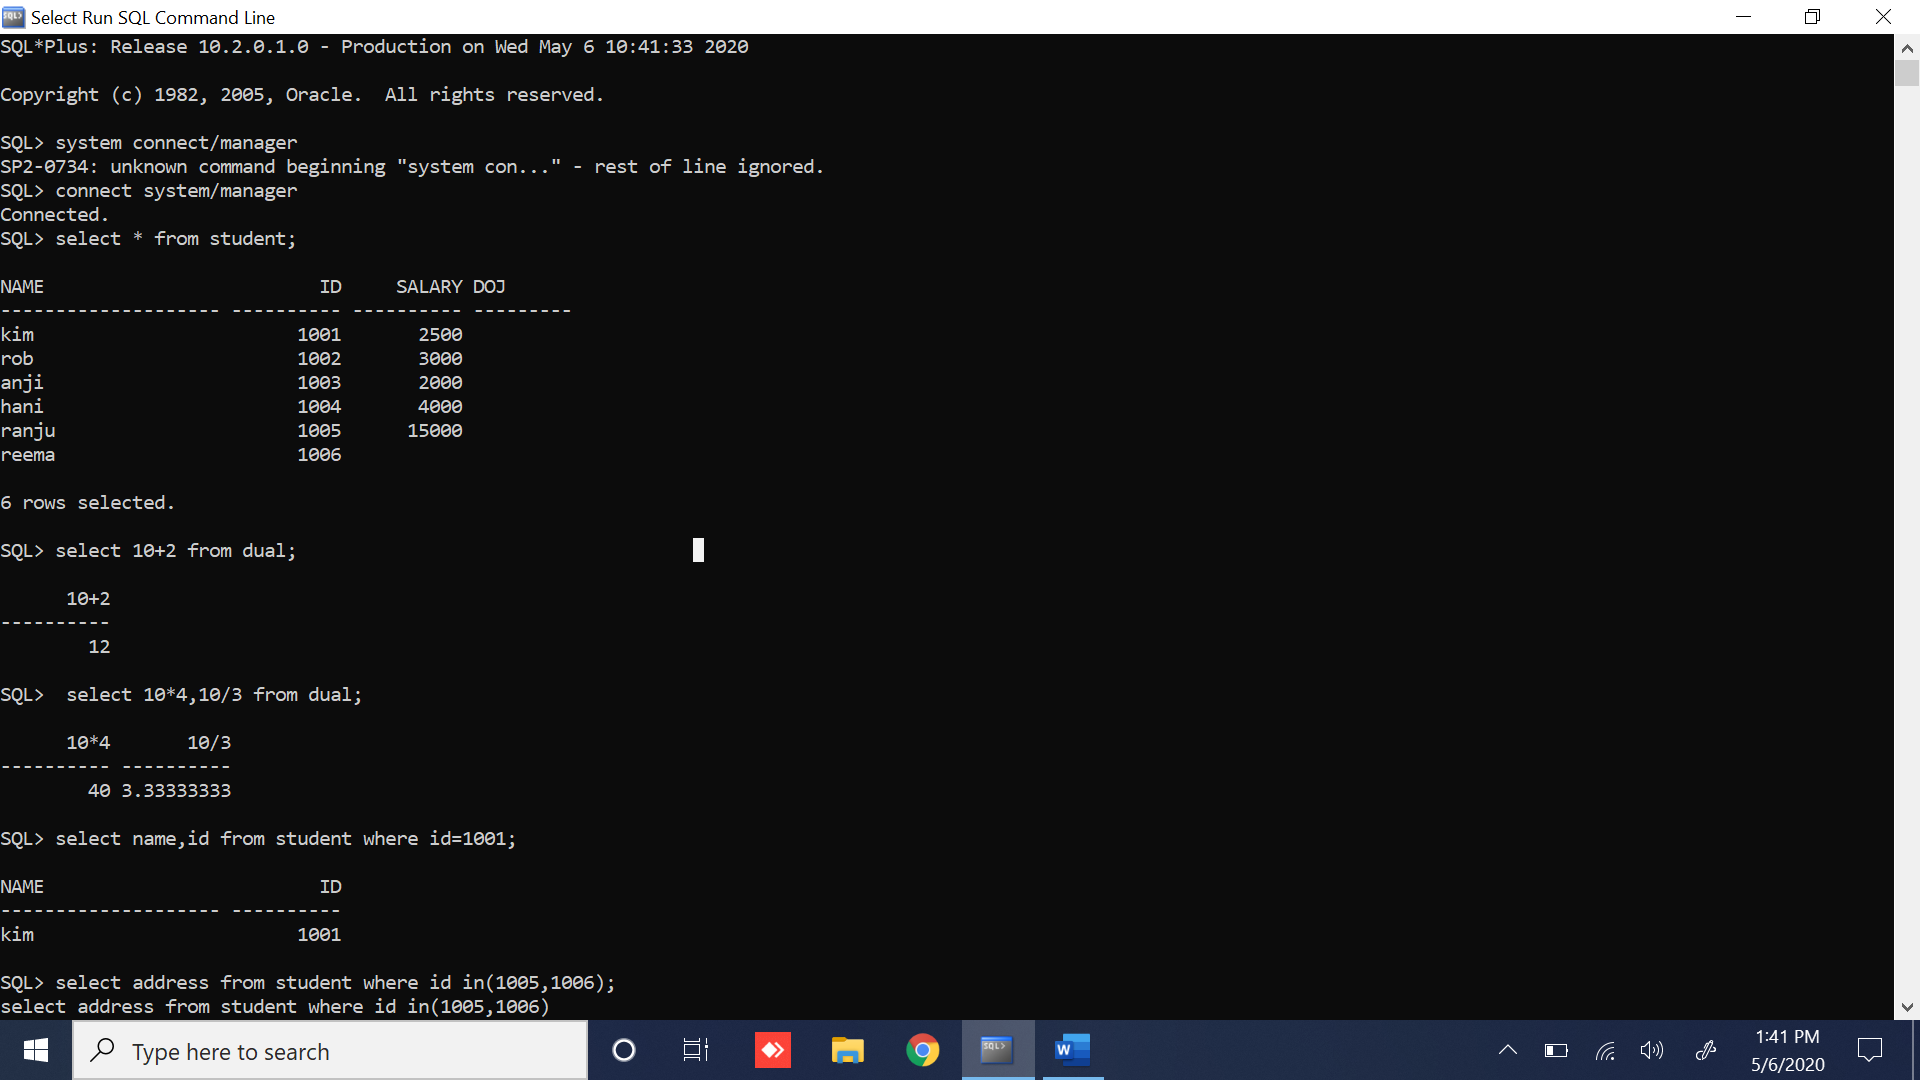 Select Run SQL Command Line
SQL*Plus: Release 10.2.0.1.0 - Production on Wed May 6 10:41:33 2020
Copyright (c) 1982, 2005, Oracle.  All rights reserved.
SQL> system connect/manager
SP2-0734: unknown command beginning "system con..." - rest of line ignored.
SQL> connect system/manager
Connected.
SQL> select * from student;
NAME                         ID     SALARY DOJ
-------------------- ---------- ---------- ---------
kim                        1001       2500
rob                        1002       3000
anji                       1003       2000
hani                       1004       4000
ranju                      1005      15000
reema                      1006
6 rows selected.
SQL> select 10+2 from dual;
      10+2
----------
        12
SQL>  select 10*4,10/3 from dual;
      10*4       10/3
---------- ----------
        40 3.33333333
SQL> select name,id from student where id=1001;
NAME                         ID
-------------------- ----------
kim                        1001
SQL> select address from student where id in(1005,1006);
select address from student where id in(1005,1006)
Type here to search
SQL>
W
1:41 PM
5/6/2020